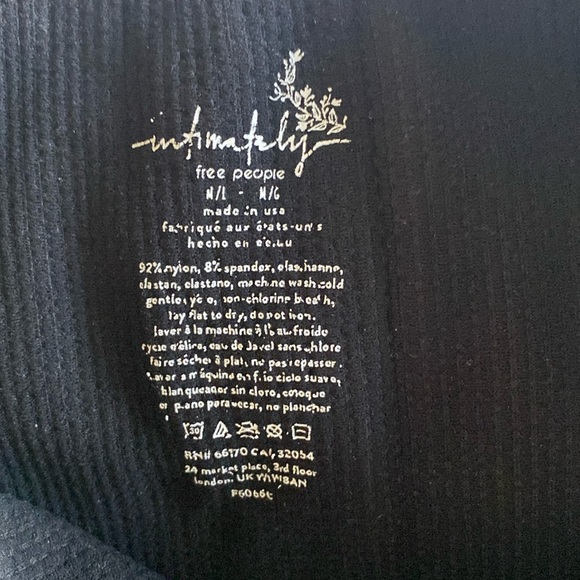 intimately
free people
M/L - M/G
made in usa
fabriqué aux états-unis
hecho en ee.uu
92% nylon, 8% spandex, elasthanne,
elastan, elastano, machine wash cold
gentle cycle, non-chlorine bleach,
lay flat to dry, do not iron.
laver à la machine à l'eau froide
cycle délica, eau de Javel sans chlore
faire sécher à plat, ne pas repasser.
lavar a máquina en frio ciclo suave,
blanqueador sin cloro, coloque
en plano para secar, no planchar
30
RN# 66170 CA# 32054
24 market place, 3rd floor
london, UK